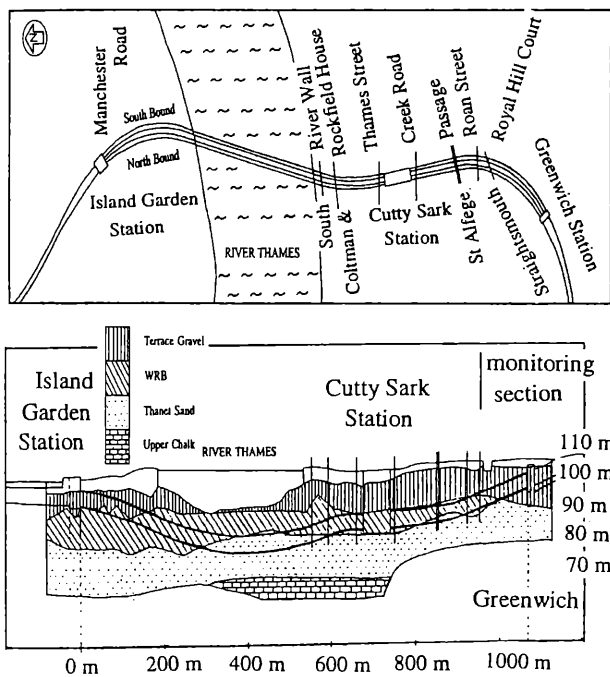 N
Manchester
Road
South Bound
North Bound
Island Garden
Station
RIVER THAMES
River Wall
Rockfield House
South
Coltman &
Thames Street
Creek Road
Cutty Sark
Station
Passage
St Alfege
Roan Street
Royal Hill Court
Straightsmouth
Greenwich Station
Terrace Gravel
WRB
Thanet Sand
Upper Chalk
RIVER THAMES
Island
Garden
Station
Cutty Sark
Station
monitoring
section
110 m
100 m
90 m
80 m
70 m
Greenwich
0 m
200 m
400 m
600 m
800 m
1000 m